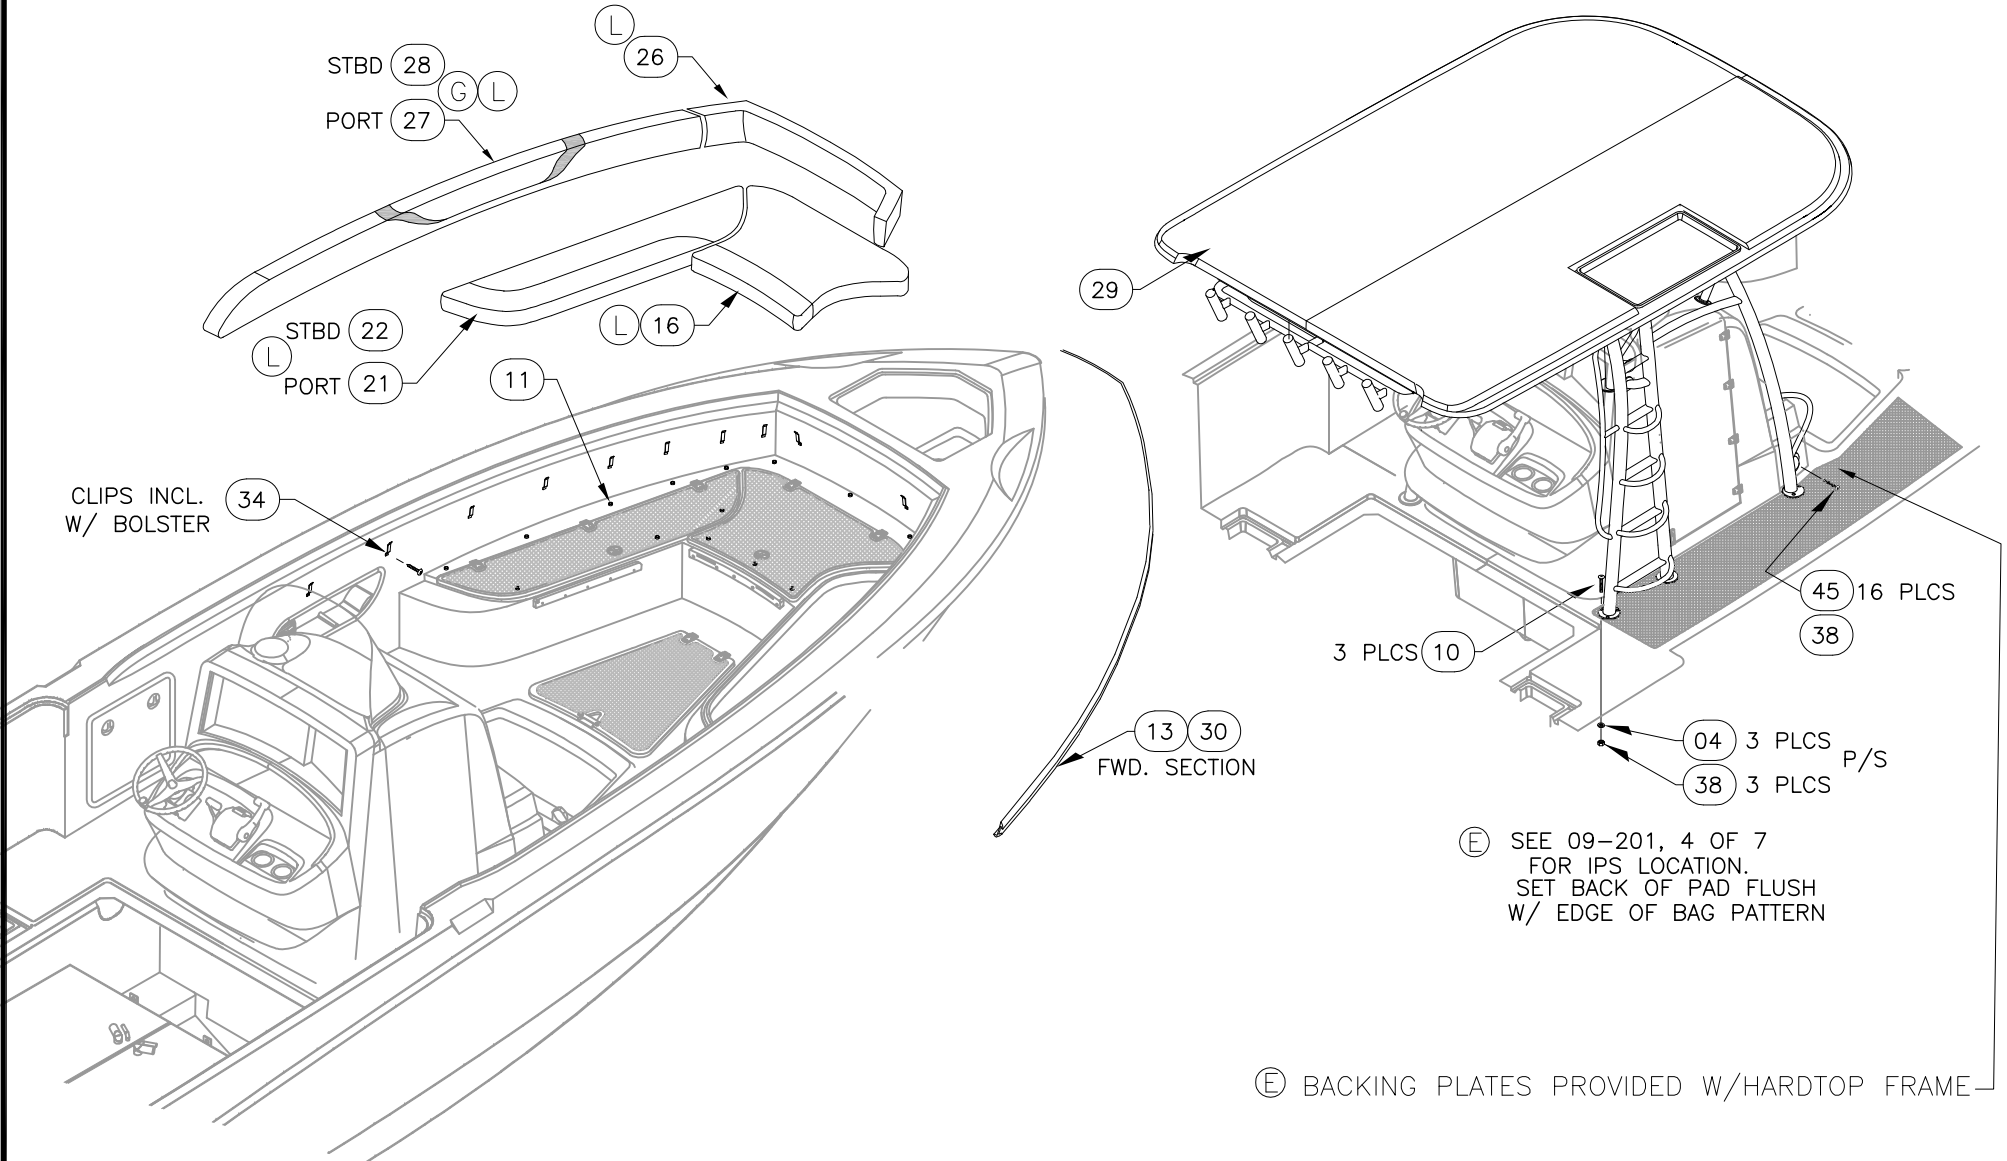 L
26
STBD 28
G L
PORT 27
STBD 22
L
PORT 21
L 16
11
CLIPS INCL.
W/ BOLSTER
34
29
13 30
FWD. SECTION
3 PLCS 10
45 16 PLCS
38
04 3 PLCS
P/S
38 3 PLCS
E SEE 09-201, 4 OF 7
FOR IPS LOCATION.
SET BACK OF PAD FLUSH
W/ EDGE OF BAG PATTERN
E BACKING PLATES PROVIDED W/HARDTOP FRAME